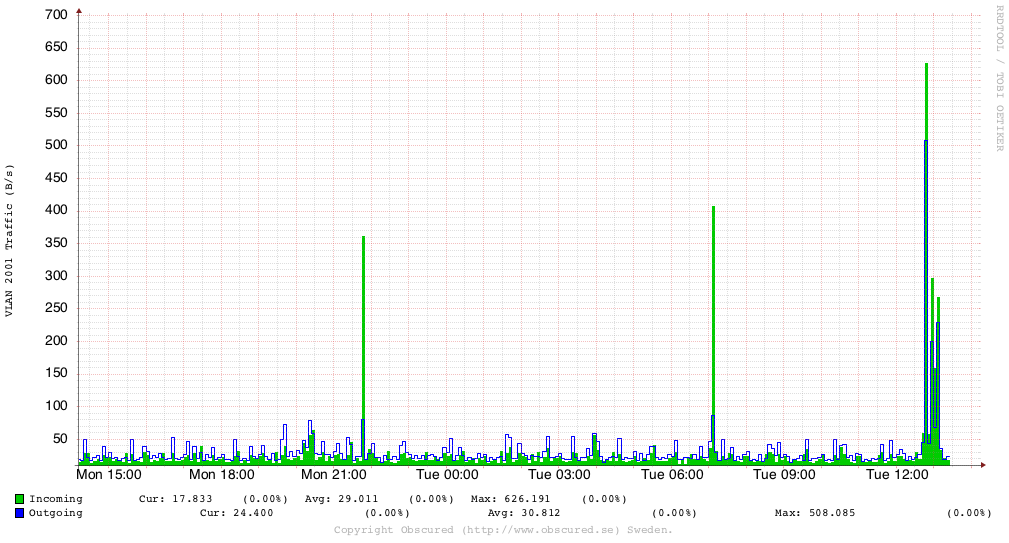 700
650
600
550
500
450
400
350
300
250
200
150
100
50
VLAN 2001 Traffic (B/s)
RRDTOOL / TOBI OETIKER
Mon 15:00 Mon 18:00 Mon 21:00 Tue 00:00 Tue 03:00 Tue 06:00 Tue 09:00 Tue 12:00
Incoming Cur: 17.833 (0.00%) Avg: 29.011 (0.00%) Max: 626.191 (0.00%)
Outgoing Cur: 24.400 (0.00%) Avg: 30.812 (0.00%) Max: 508.085 (0.00%)
Copyright Obscured (http://www.obscured.se) Sweden.